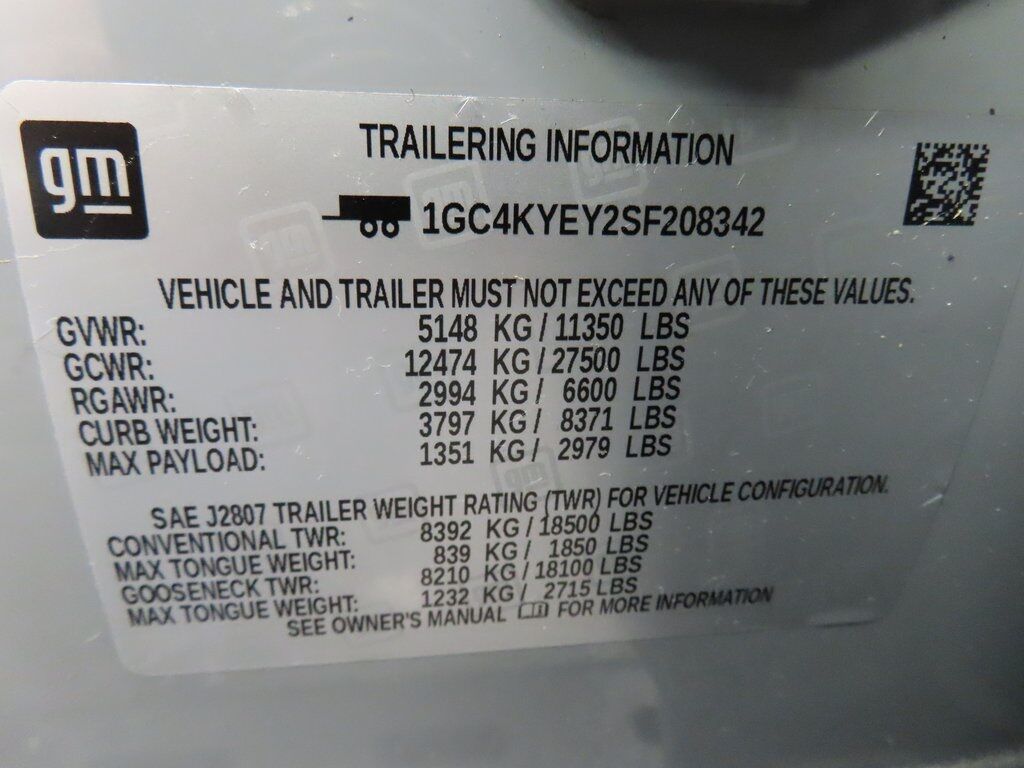 gm
TRAILERING INFORMATION
1GC4KYEY2SF208342
VEHICLE AND TRAILER MUST NOT EXCEED ANY OF THESE VALUES.
GVWR: 5148 KG / 11350 LBS
GCWR: 12474 KG / 27500 LBS
RGAWR: 2994 KG / 6600 LBS
CURB WEIGHT: 3797 KG / 8371 LBS
MAX PAYLOAD: 1351 KG / 2979 LBS
SAE J2807 TRAILER WEIGHT RATING (TWR) FOR VEHICLE CONFIGURATION.
CONVENTIONAL TWR: 8392 KG / 18500 LBS
MAX TONGUE WEIGHT: 839 KG / 1850 LBS
GOOSENECK TWR: 8210 KG / 18100 LBS
MAX TONGUE WEIGHT: 1232 KG / 2715 LBS
SEE OWNER'S MANUAL FOR MORE INFORMATION